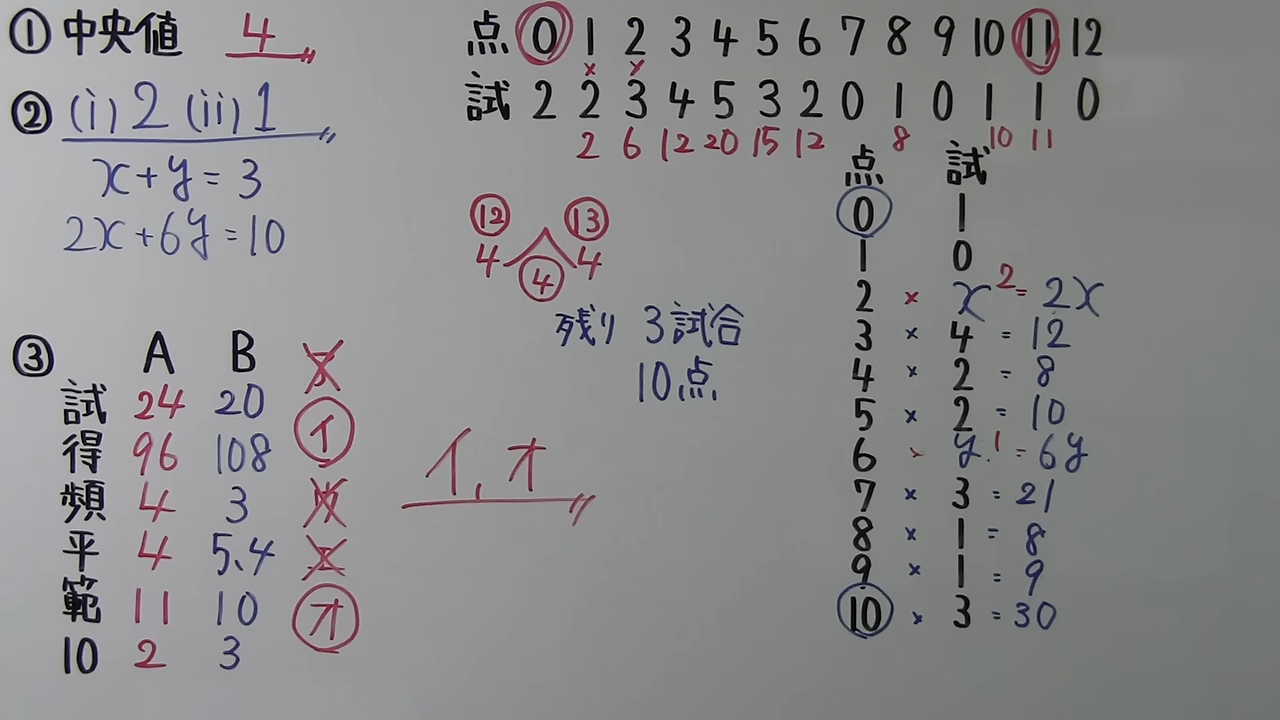 ① 中央値 4
② (i) 2 (ii) 1
x+y=3
2x+6y=10
点 0 1 2 3 4 5 6 7 8 9 10 11 12
× ×
試 2 2 3 4 5 3 2 0 1 0 1 1 0
2 6 12 20 15 12 8 10 11
⑫ ⑬
4 4
④
残り 3試合
10点
点 試
0 1
1 0
2 × x 2 = 2x
3 × 4 = 12
4 × 2 = 8
5 × 2 = 10
6 × y 1 = 6y
7 × 3 = 21
8 × 1 = 8
9 × 1 = 9
10 × 3 = 30
③ A B
試 24 20
得 96 108 イ
頻 4 3
平 4 5.4
範 11 10 オ
10 2 3
イ, オ